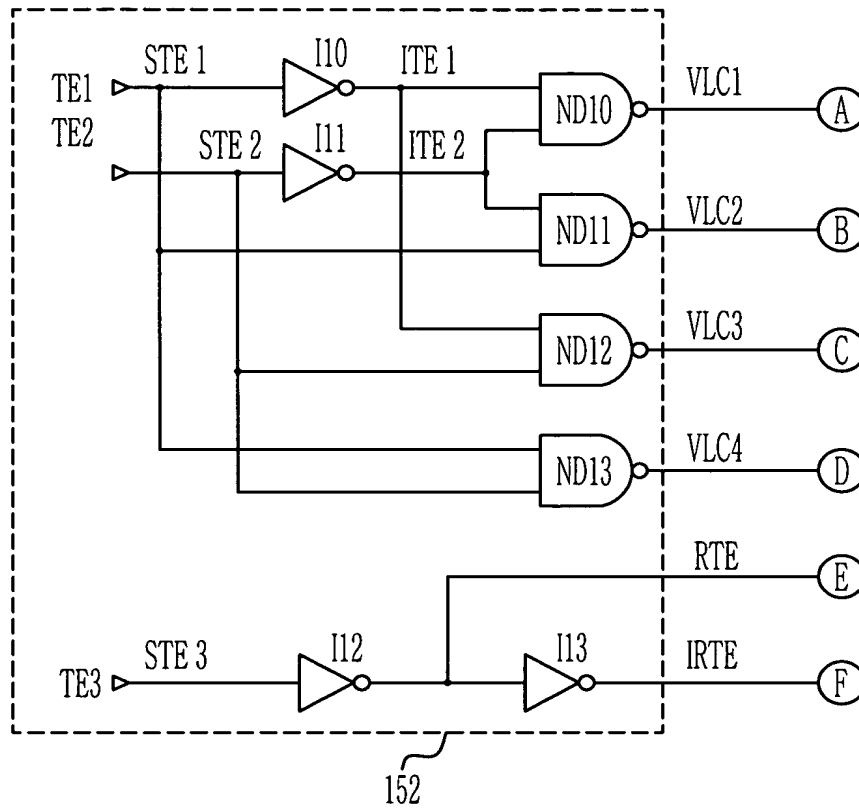 STE 1
I10
ITE 1
VLC1
TE1
ND10
A
TE2
STE 2
I11
ITE 2
VLC2
ND11
B
VLC3
ND12
C
VLC4
ND13
D
RTE
E
STE 3
I12
I13
IRTE
TE3
F
152